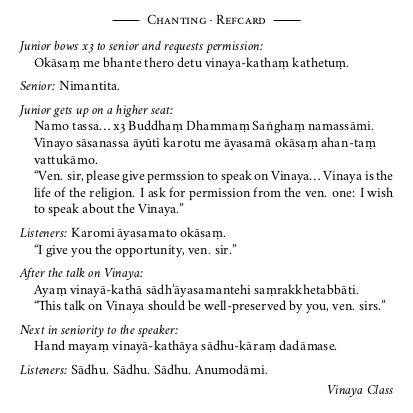 Chanting · Refcard
Junior bows x3 to senior and requests permission:
Okāsaṃ me bhante thero detu vinaya-kathaṃ kathetuṃ.
Senior: Nimantita.
Junior gets up on a higher seat:
Namo tassa… x3 Buddhaṃ Dhammaṃ Saṅghaṃ namassāmi.
Vinayo sāsanassa āyūti karotu me āyasamā okāsaṃ ahan-taṃ
vattukāmo.
“Ven. sir, please give permssion to speak on Vinaya… Vinaya is the
life of the religion. I ask for permission from the ven. one: I wish
to speak about the Vinaya.”
Listeners: Karomi āyasamato okāsaṃ.
“I give you the opportunity, ven. sir.”
After the talk on Vinaya:
Ayaṃ vinayā-kathā sādh’āyasamantehi saṃrakkhetabbāti.
“This talk on Vinaya should be well-preserved by you, ven. sirs.”
Next in seniority to the speaker:
Hand mayaṃ vinayā-kathāya sādhu-kāraṃ dadāmase.
Listeners: Sādhu. Sādhu. Sādhu. Anumodāmi.
Vinaya Class